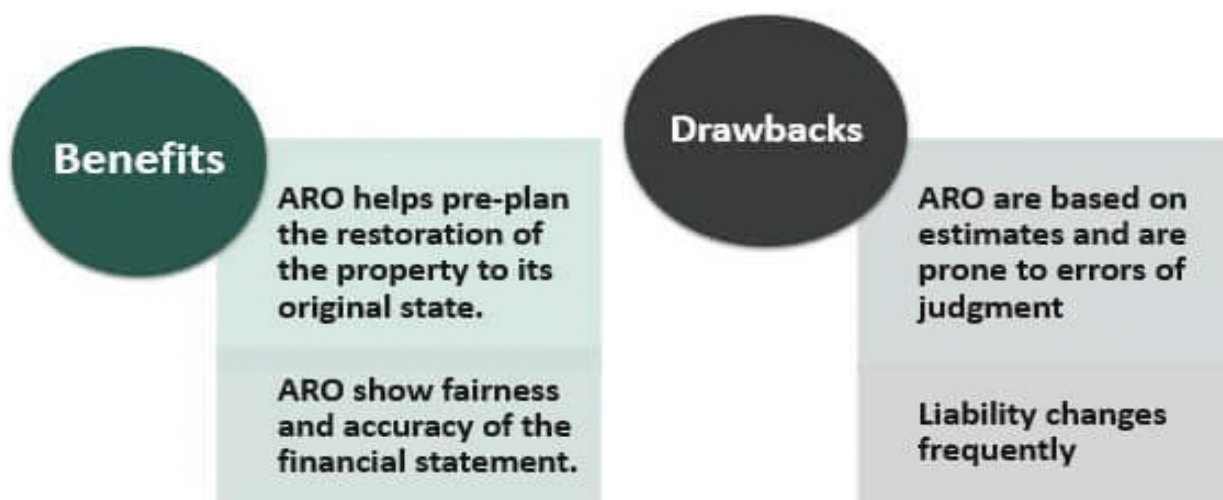 Benefits
ARO helps pre-plan
the restoration of
the property to its
original state.
ARO show fairness
and accuracy of the
financial statement.
Drawbacks
ARO are based on
estimates and are
prone to errors of
judgment
Liability changes
frequently